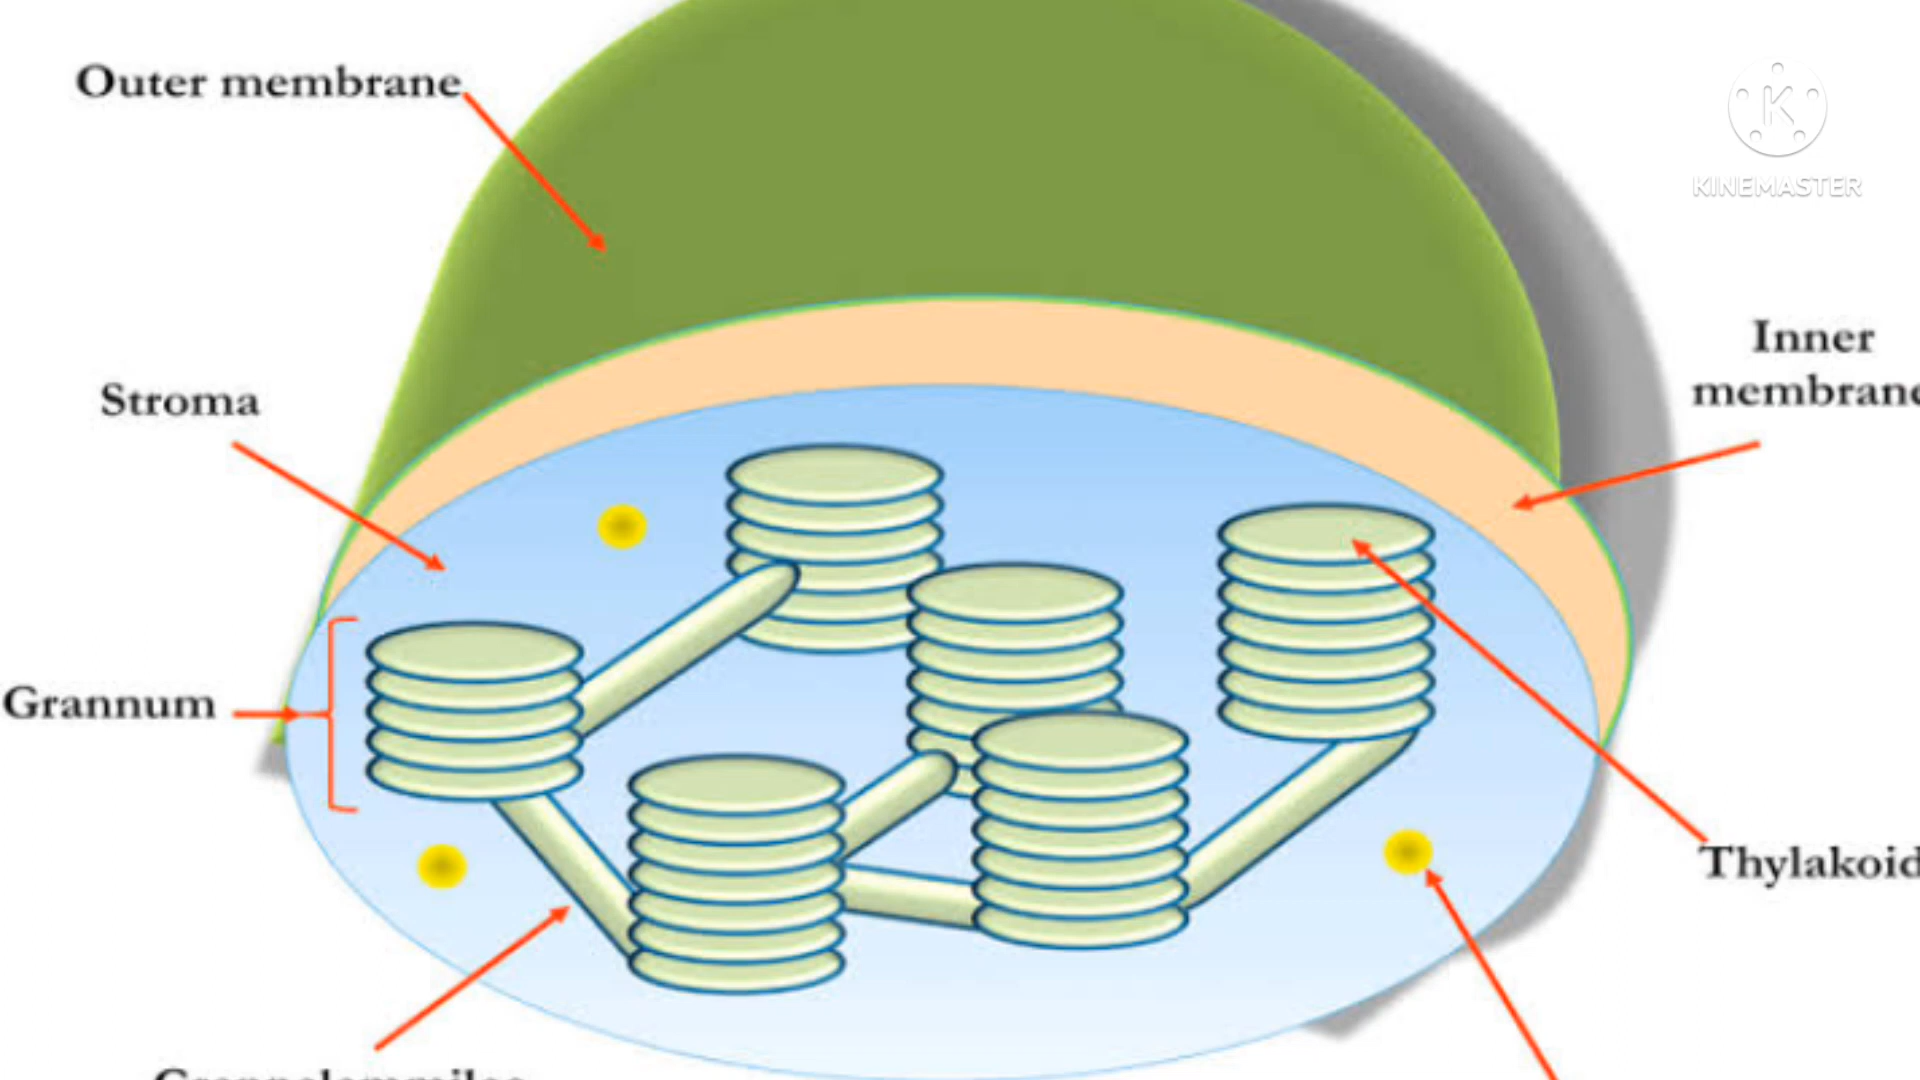 Outer membrane
K
KINEMASTER
Inner
membrane
Stroma
Grannum
Thylakoid